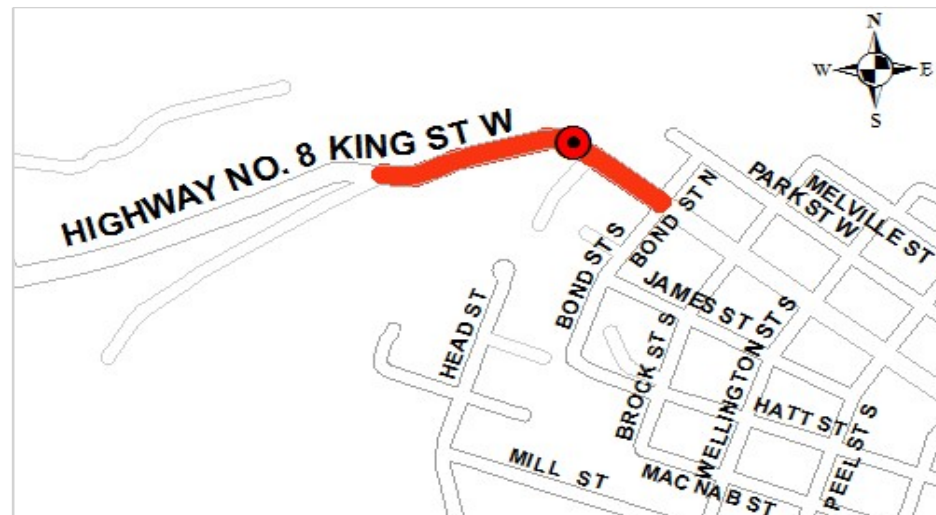 N
W E
S
HIGHWAY NO. 8 KING ST W
PARK ST W
MELVILLE ST
BOND ST N
BOND ST S
JAMES ST
HEAD ST
BROCK ST S
WELLINGTON ST S
HATT ST
PEEL ST S
MILL ST
MAC NAB ST